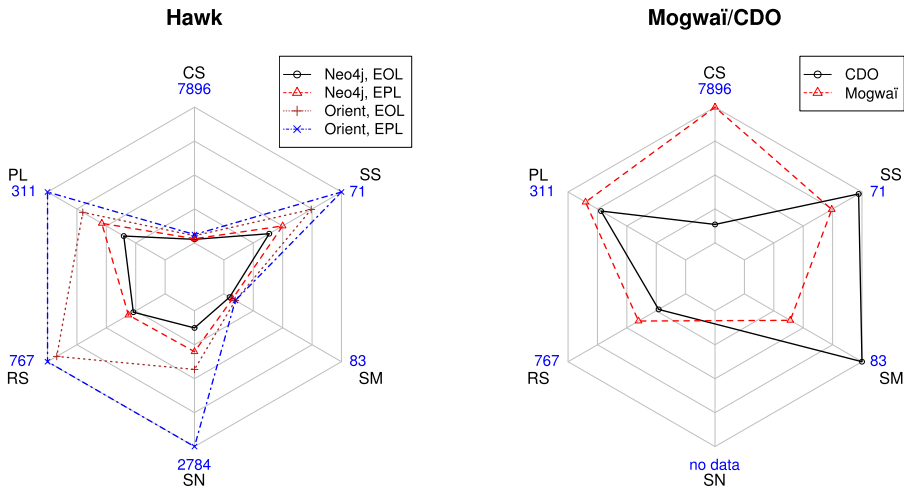 Hawk
CS
7896
Neo4j, EOL
Neo4j, EPL
Orient, EOL
Orient, EPL
PL
311
SS
71
767
RS
83
SM
2784
SN
Mogwaï/CDO
CS
7896
CDO
Mogwaï
PL
311
SS
71
767
RS
83
SM
no data
SN